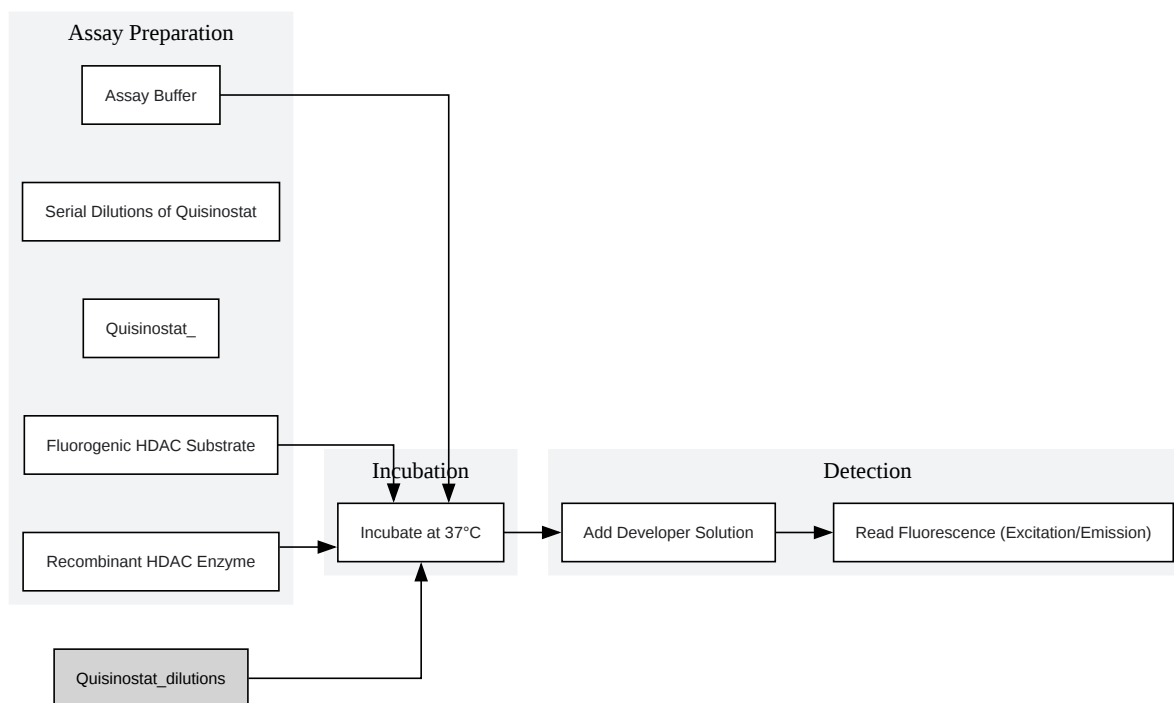 Assay Preparation
Assay Buffer
Serial Dilutions of Quisinostat
Quisinostat_
Fluorogenic HDAC Substrate
Recombinant HDAC Enzyme
Quisinostat_dilutions
Incubation
Incubate at 37°C
Detection
Add Developer Solution
Read Fluorescence (Excitation/Emission)